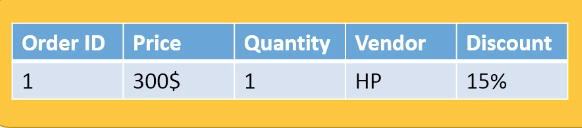 Order ID Price Quantity Vendor Discount
1 300$ 1 HP 15%